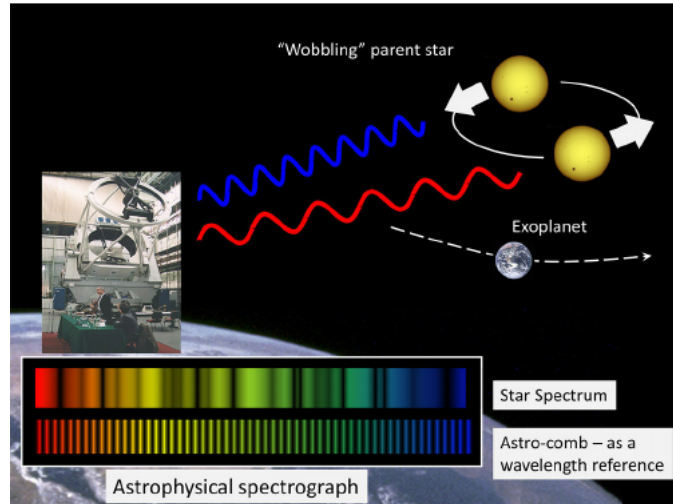 “Wobbling” parent star
Exoplanet
Star Spectrum
Astro-comb – as a
wavelength reference
Astrophysical spectrograph